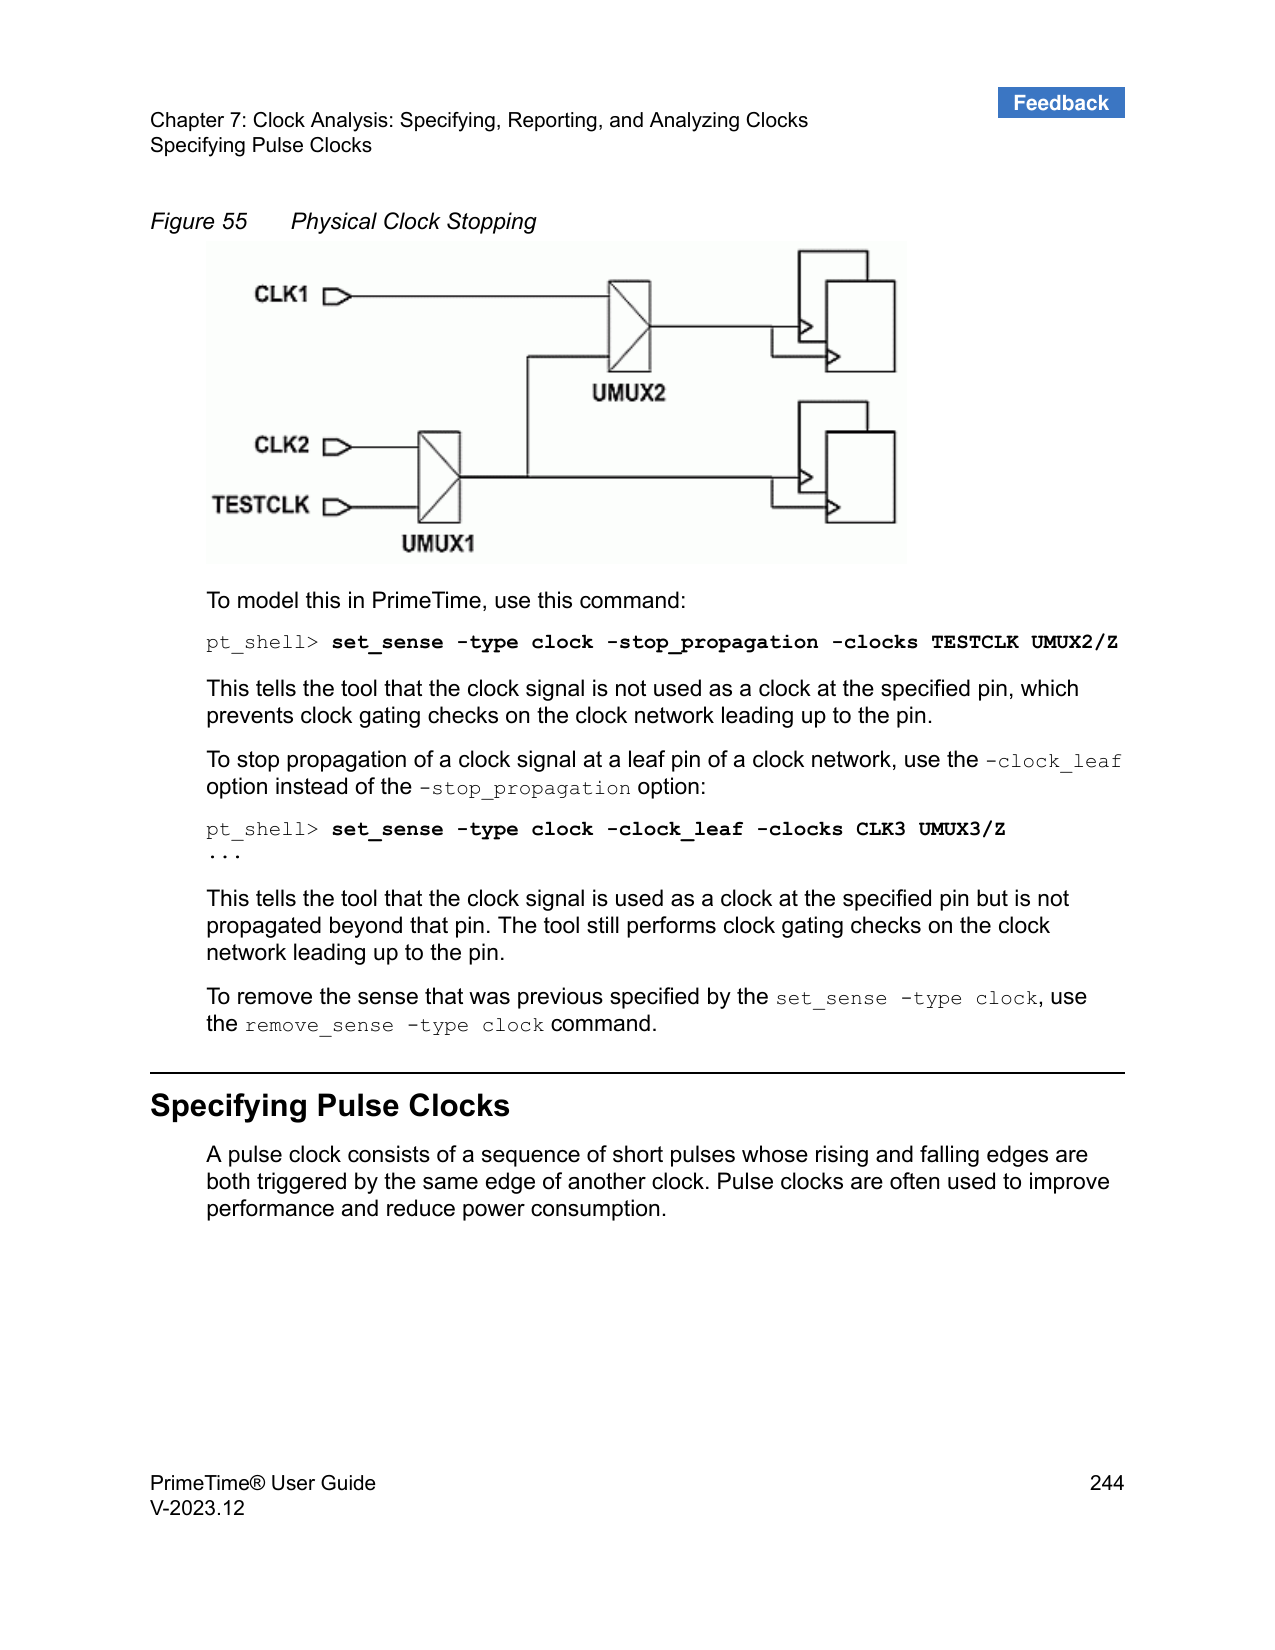 Feedback
Chapter 7: Clock Analysis: Specifying, Reporting, and Analyzing Clocks
Specifying Pulse Clocks
Figure 55 Physical Clock Stopping
CLK1
UMUX2
CLK2
TESTCLK
UMUX1
To model this in PrimeTime, use this command:
pt_shell> set_sense -type clock -stop_propagation -clocks TESTCLK UMUX2/Z
This tells the tool that the clock signal is not used as a clock at the specified pin, which
prevents clock gating checks on the clock network leading up to the pin.
To stop propagation of a clock signal at a leaf pin of a clock network, use the -clock_leaf
option instead of the -stop_propagation option:
pt_shell> set_sense -type clock -clock_leaf -clocks CLK3 UMUX3/Z
...
This tells the tool that the clock signal is used as a clock at the specified pin but is not
propagated beyond that pin. The tool still performs clock gating checks on the clock
network leading up to the pin.
To remove the sense that was previous specified by the set_sense -type clock, use
the remove_sense -type clock command.
Specifying Pulse Clocks
A pulse clock consists of a sequence of short pulses whose rising and falling edges are
both triggered by the same edge of another clock. Pulse clocks are often used to improve
performance and reduce power consumption.
PrimeTime® User Guide 244
V-2023.12